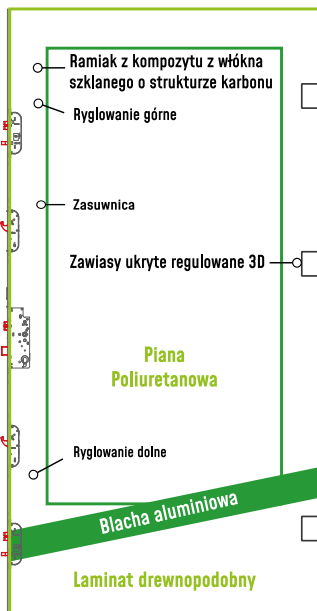 Ramiak z kompozytu z włókna
szklanego o strukturze karbonu
Ryglowanie górne
Zasuwnica
Zawiasy ukryte regulowane 3D
Piana
Poliuretanowa
Ryglowanie dolne
Blacha aluminiowa
Laminat drewnopodobny